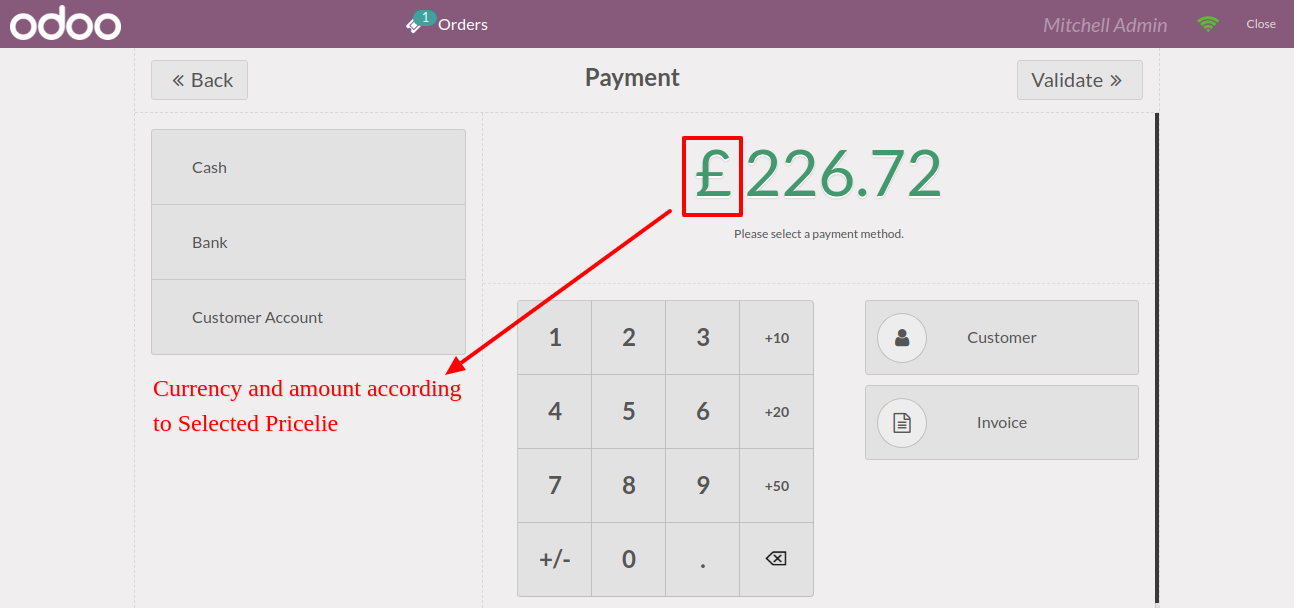 odoo
1
Orders
Mitchell Admin
Close
Back
Payment
Validate
Cash
Bank
Customer Account
£ 226.72
Please select a payment method.
Currency and amount according
to Selected Pricelie
1 2 3 +10
4 5 6 +20
7 8 9 +50
+/- 0 .
Customer
Invoice